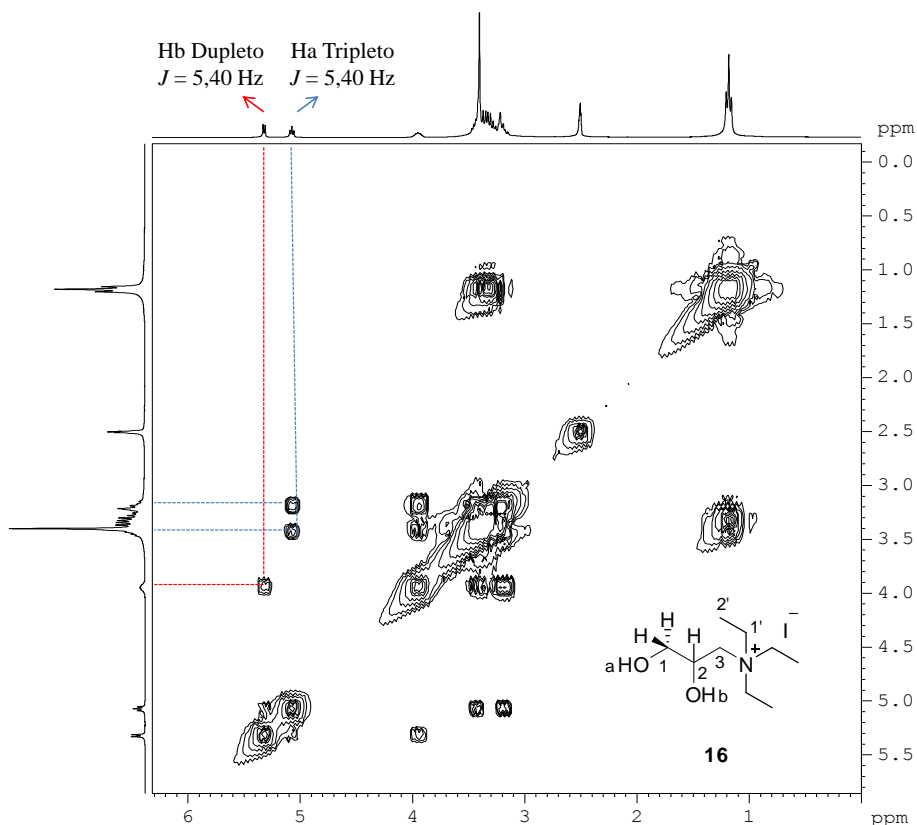 Hb Dupleto
J = 5,40 Hz
Ha Tripleto
J = 5,40 Hz
ppm
0.0
0.5
1.0
1.5
2.0
2.5
3.0
3.5
4.0
4.5
5.0
5.5
2'
1'
I⁻
H
H
H
3
N
+
aHO
1
2
OHb
16
6
5
4
3
2
1
ppm